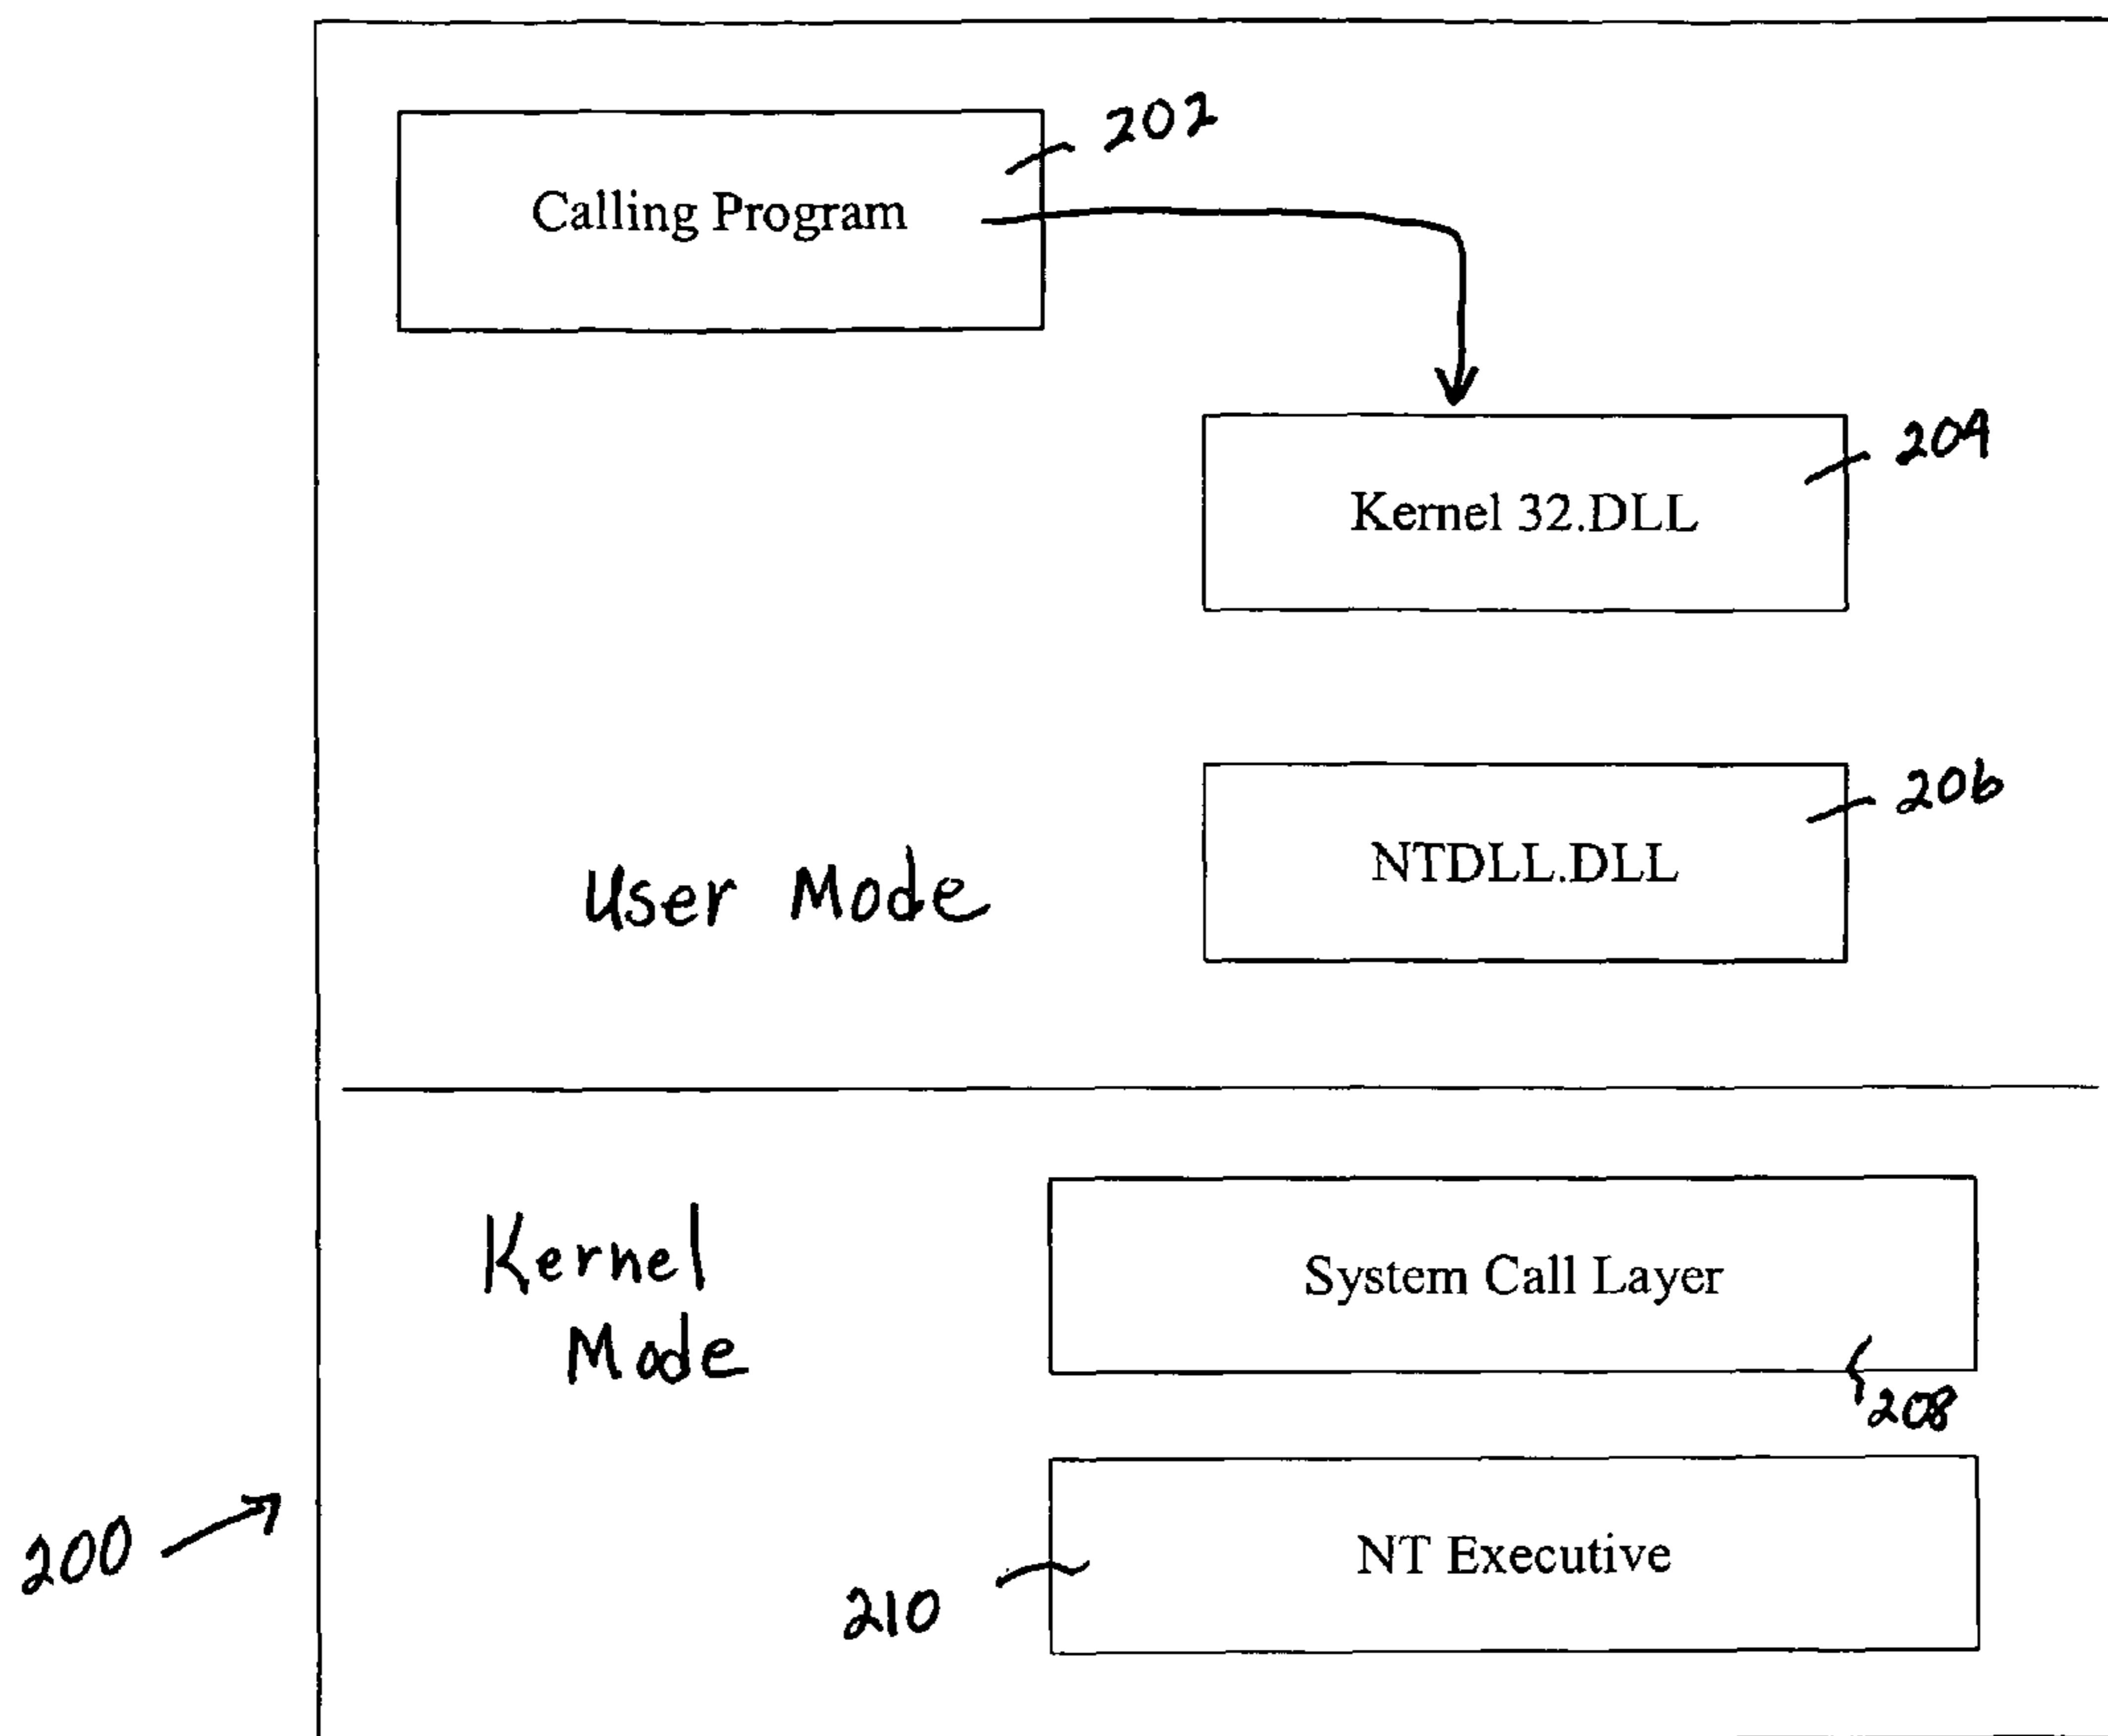 202
Calling Program
204
Kernel 32.DLL
206
NTDLL.DLL
User Mode
Kernel
Mode
System Call Layer
208
200
NT Executive
210